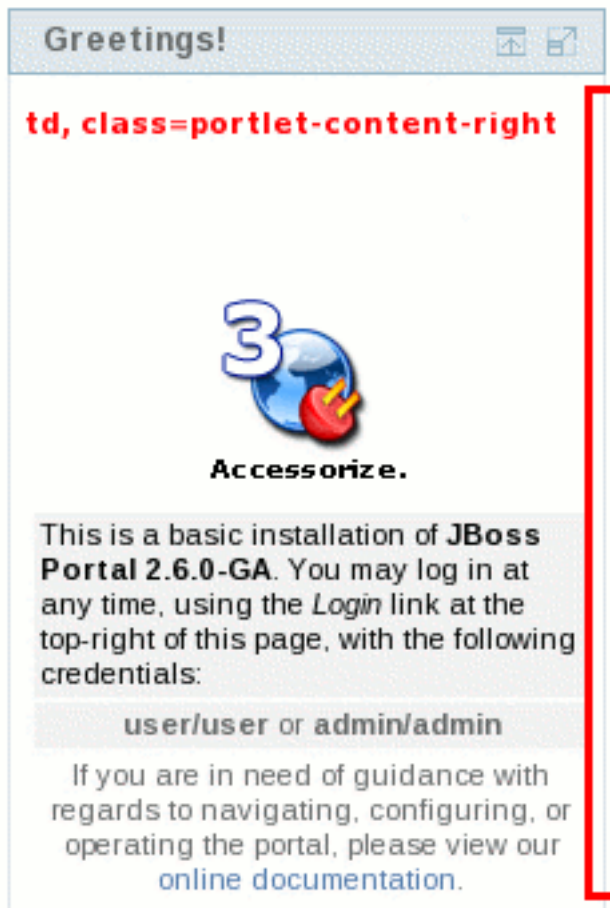 Greetings!
td, class=portlet-content-right
3
Accessorize.
This is a basic installation of JBoss
Portal 2.6.0-GA. You may log in at
any time, using the Login link at the
top-right of this page, with the following
credentials:
user/user or admin/admin
If you are in need of guidance with
regards to navigating, configuring, or
operating the portal, please view our
online documentation.